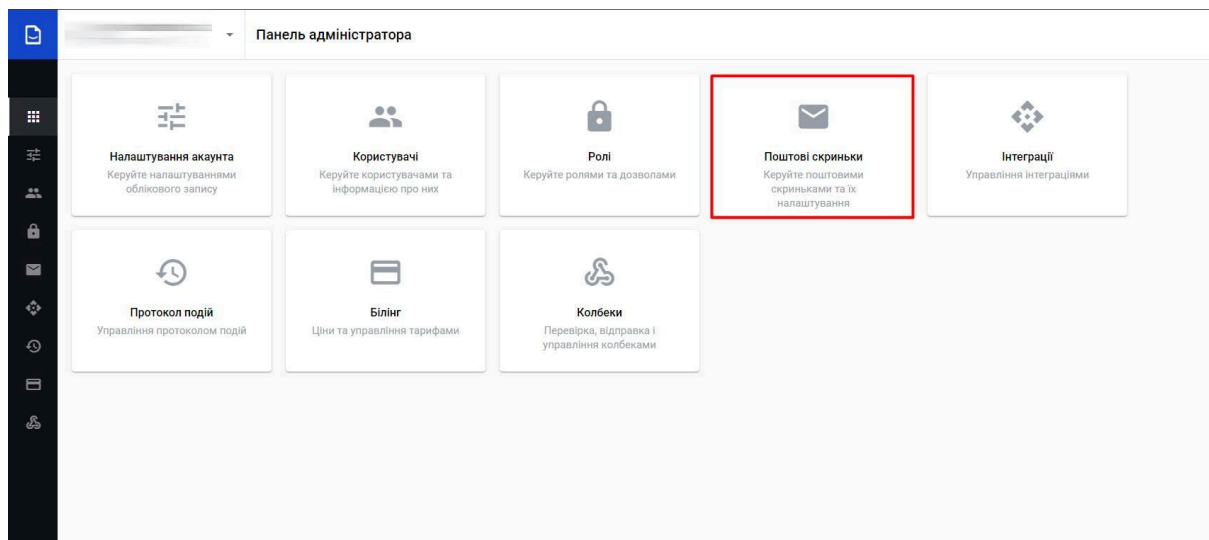 Панель адміністратора
Налаштування акаунта
Керуйте налаштуваннями
облікового запису
Користувачі
Керуйте користувачами та
інформацією про них
Ролі
Керуйте ролями та дозволами
Поштові скриньки
Керуйте поштовими
скриньками та їх
налаштування
Інтеграції
Управління інтеграціями
Протокол подій
Управління протоколом подій
Білінг
Ціни та управління тарифами
Колбеки
Перевірка, відправка і
управління колбеками